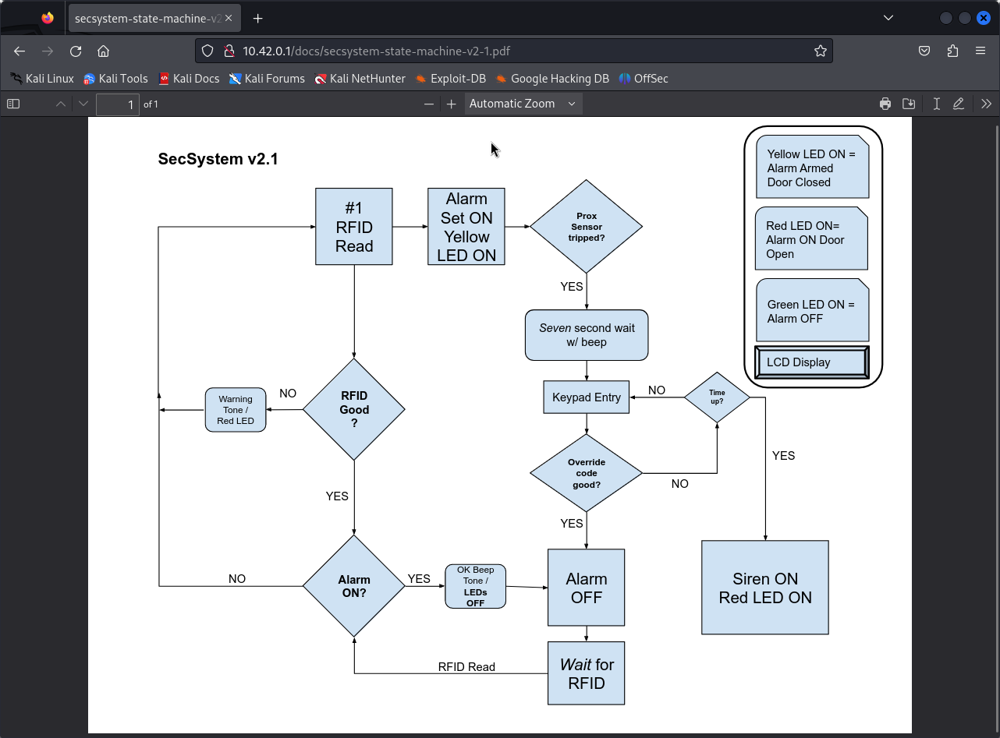 secsystem-state-machine-v2
10.42.0.1/docs/secsystem-state-machine-v2-1.pdf
Kali Linux
Kali Tools
Kali Docs
Kali Forums
Kali NetHunter
Exploit-DB
Google Hacking DB
OffSec
1
of 1
Automatic Zoom
SecSystem v2.1
#1
RFID
Read
Alarm
Set ON
Yellow
LED ON
Prox
Sensor
tripped?
Yellow LED ON =
Alarm Armed
Door Closed
Red LED ON=
Alarm ON Door
Open
Green LED ON =
Alarm OFF
LCD Display
YES
Seven second wait
w/ beep
Keypad Entry
NO
Time
up?
YES
Warning
Tone /
Red LED
NO
RFID
Good
?
Override
code
good?
NO
YES
YES
NO
Alarm
ON?
YES
OK Beep
Tone /
LEDs
OFF
Alarm
OFF
Siren ON
Red LED ON
RFID Read
Wait for
RFID